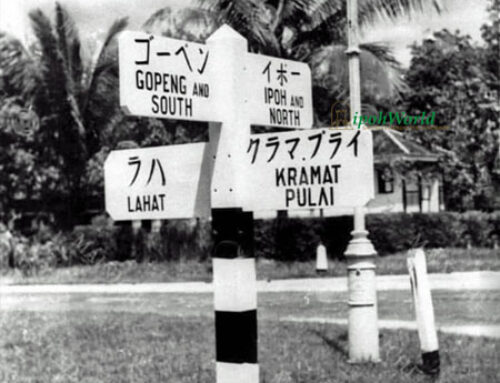 ゴーペン
GOPENG AND
SOUTH
イポー
IPOH AND
NORTH
ipohWorld
ラハ
LAHAT
クラマ.プライ
KRAMAT
PULAI